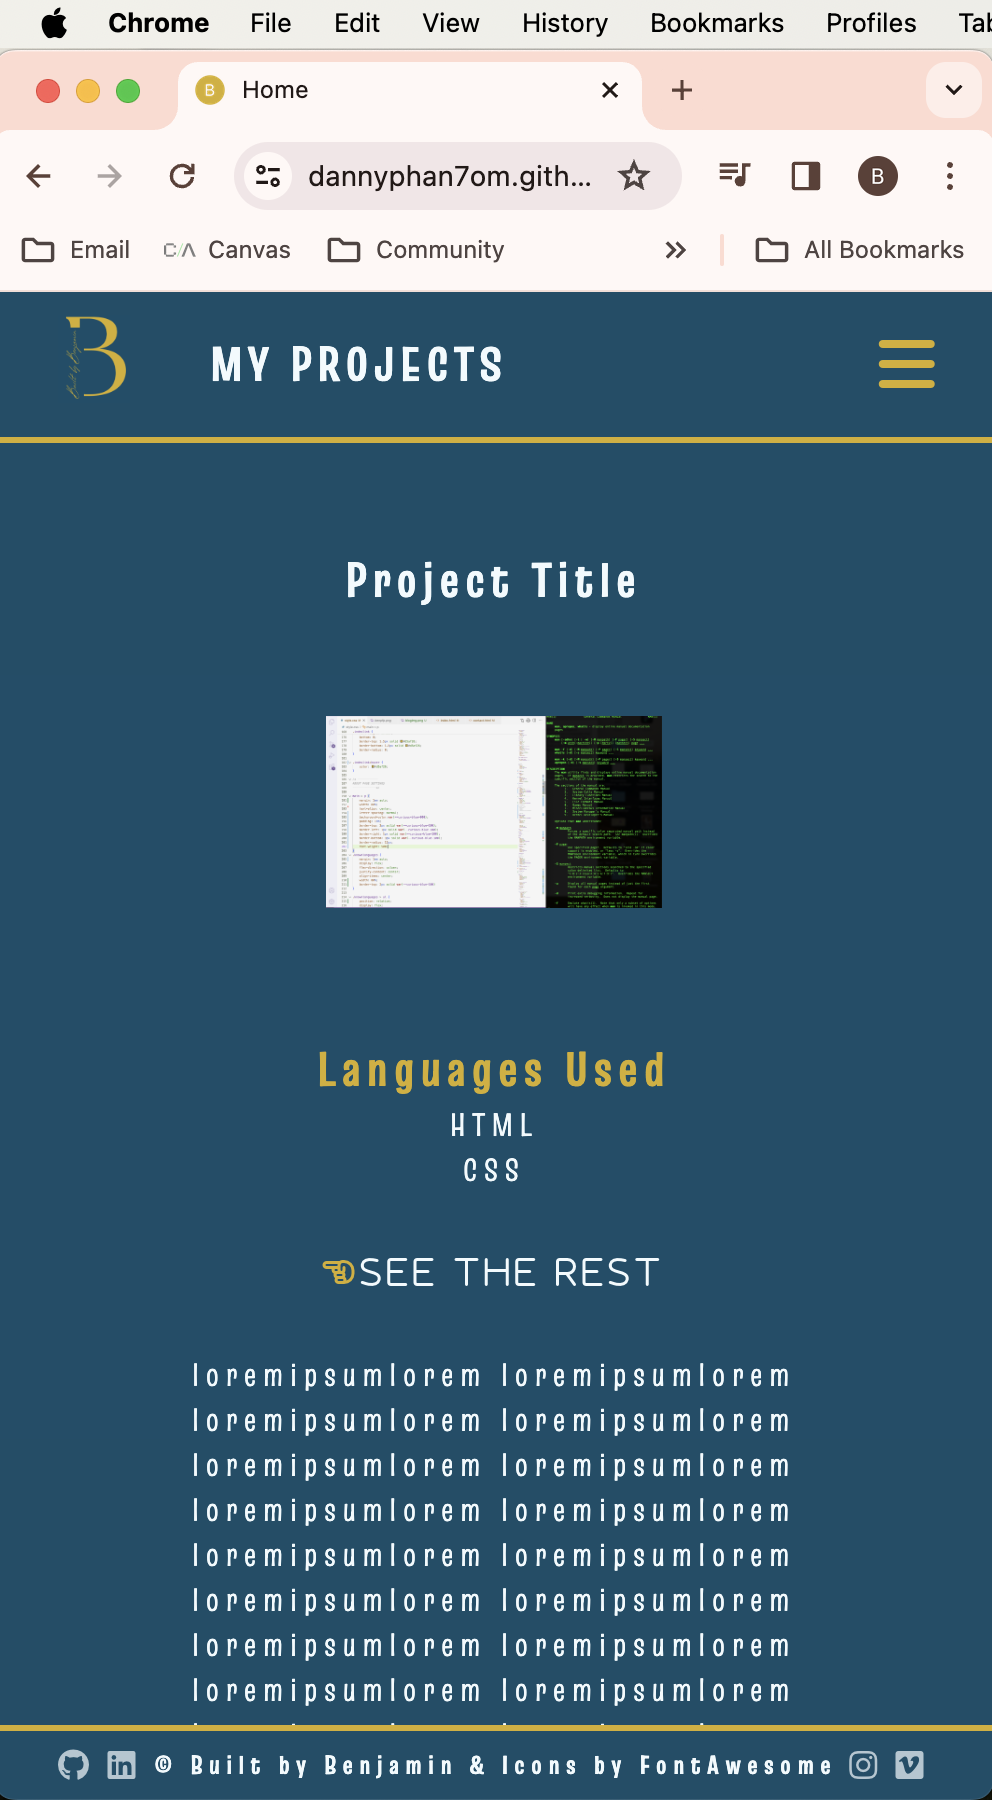 Chrome File Edit View History Bookmarks Profiles
B Home
dannyphan7om.gith... B
Email Canvas Community All Bookmarks
B MY PROJECTS
Project Title
Languages Used
HTML
CSS
SEE THE REST
loremipsumlorem loremipsumlorem
loremipsumlorem loremipsumlorem
loremipsumlorem loremipsumlorem
loremipsumlorem loremipsumlorem
loremipsumlorem loremipsumlorem
loremipsumlorem loremipsumlorem
loremipsumlorem loremipsumlorem
loremipsumlorem loremipsumlorem
in © Built by Benjamin & Icons by FontAwesome